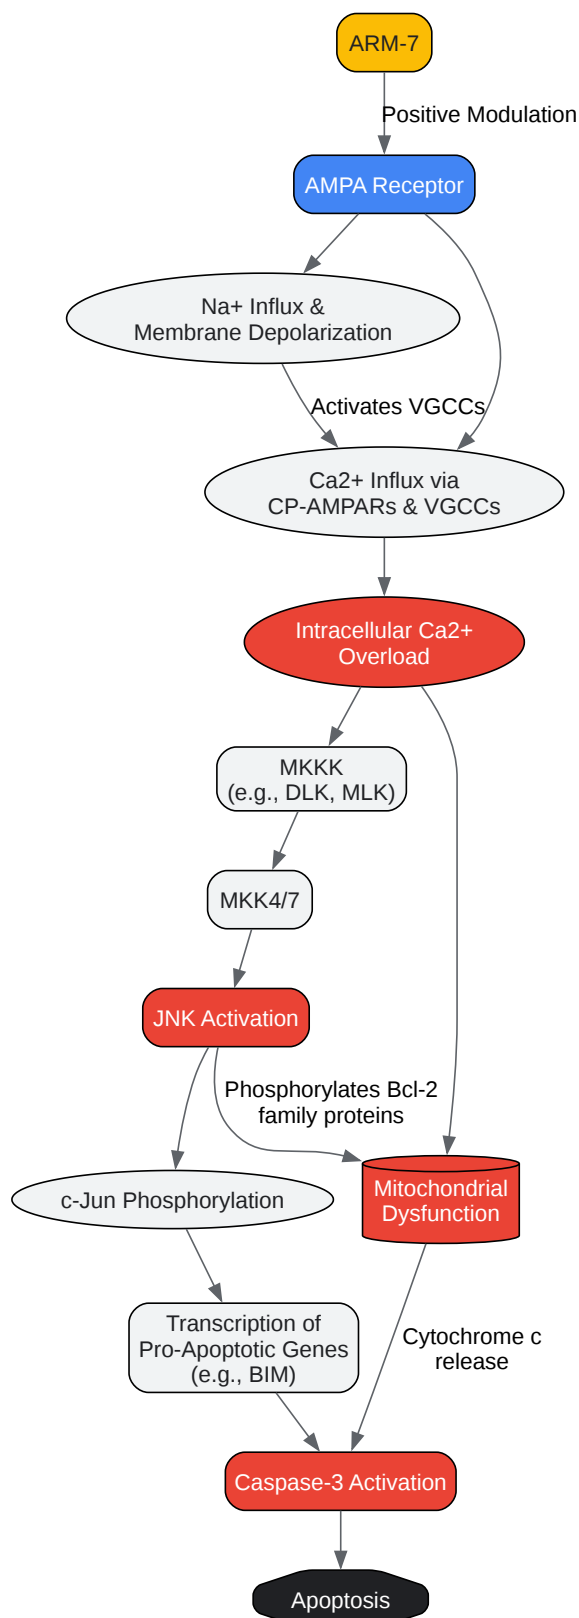 ARM-7
Positive Modulation
AMPA Receptor
Na+ Influx &
Membrane Depolarization
Activates VGCCs
Ca2+ Influx via
CP-AMPARs & VGCCs
Intracellular Ca2+
Overload
MKKK
(e.g., DLK, MLK)
MKK4/7
JNK Activation
Phosphorylates Bcl-2
family proteins
c-Jun Phosphorylation
Mitochondrial
Dysfunction
Transcription of
Pro-Apoptotic Genes
(e.g., BIM)
Cytochrome c
release
Caspase-3 Activation
Apoptosis